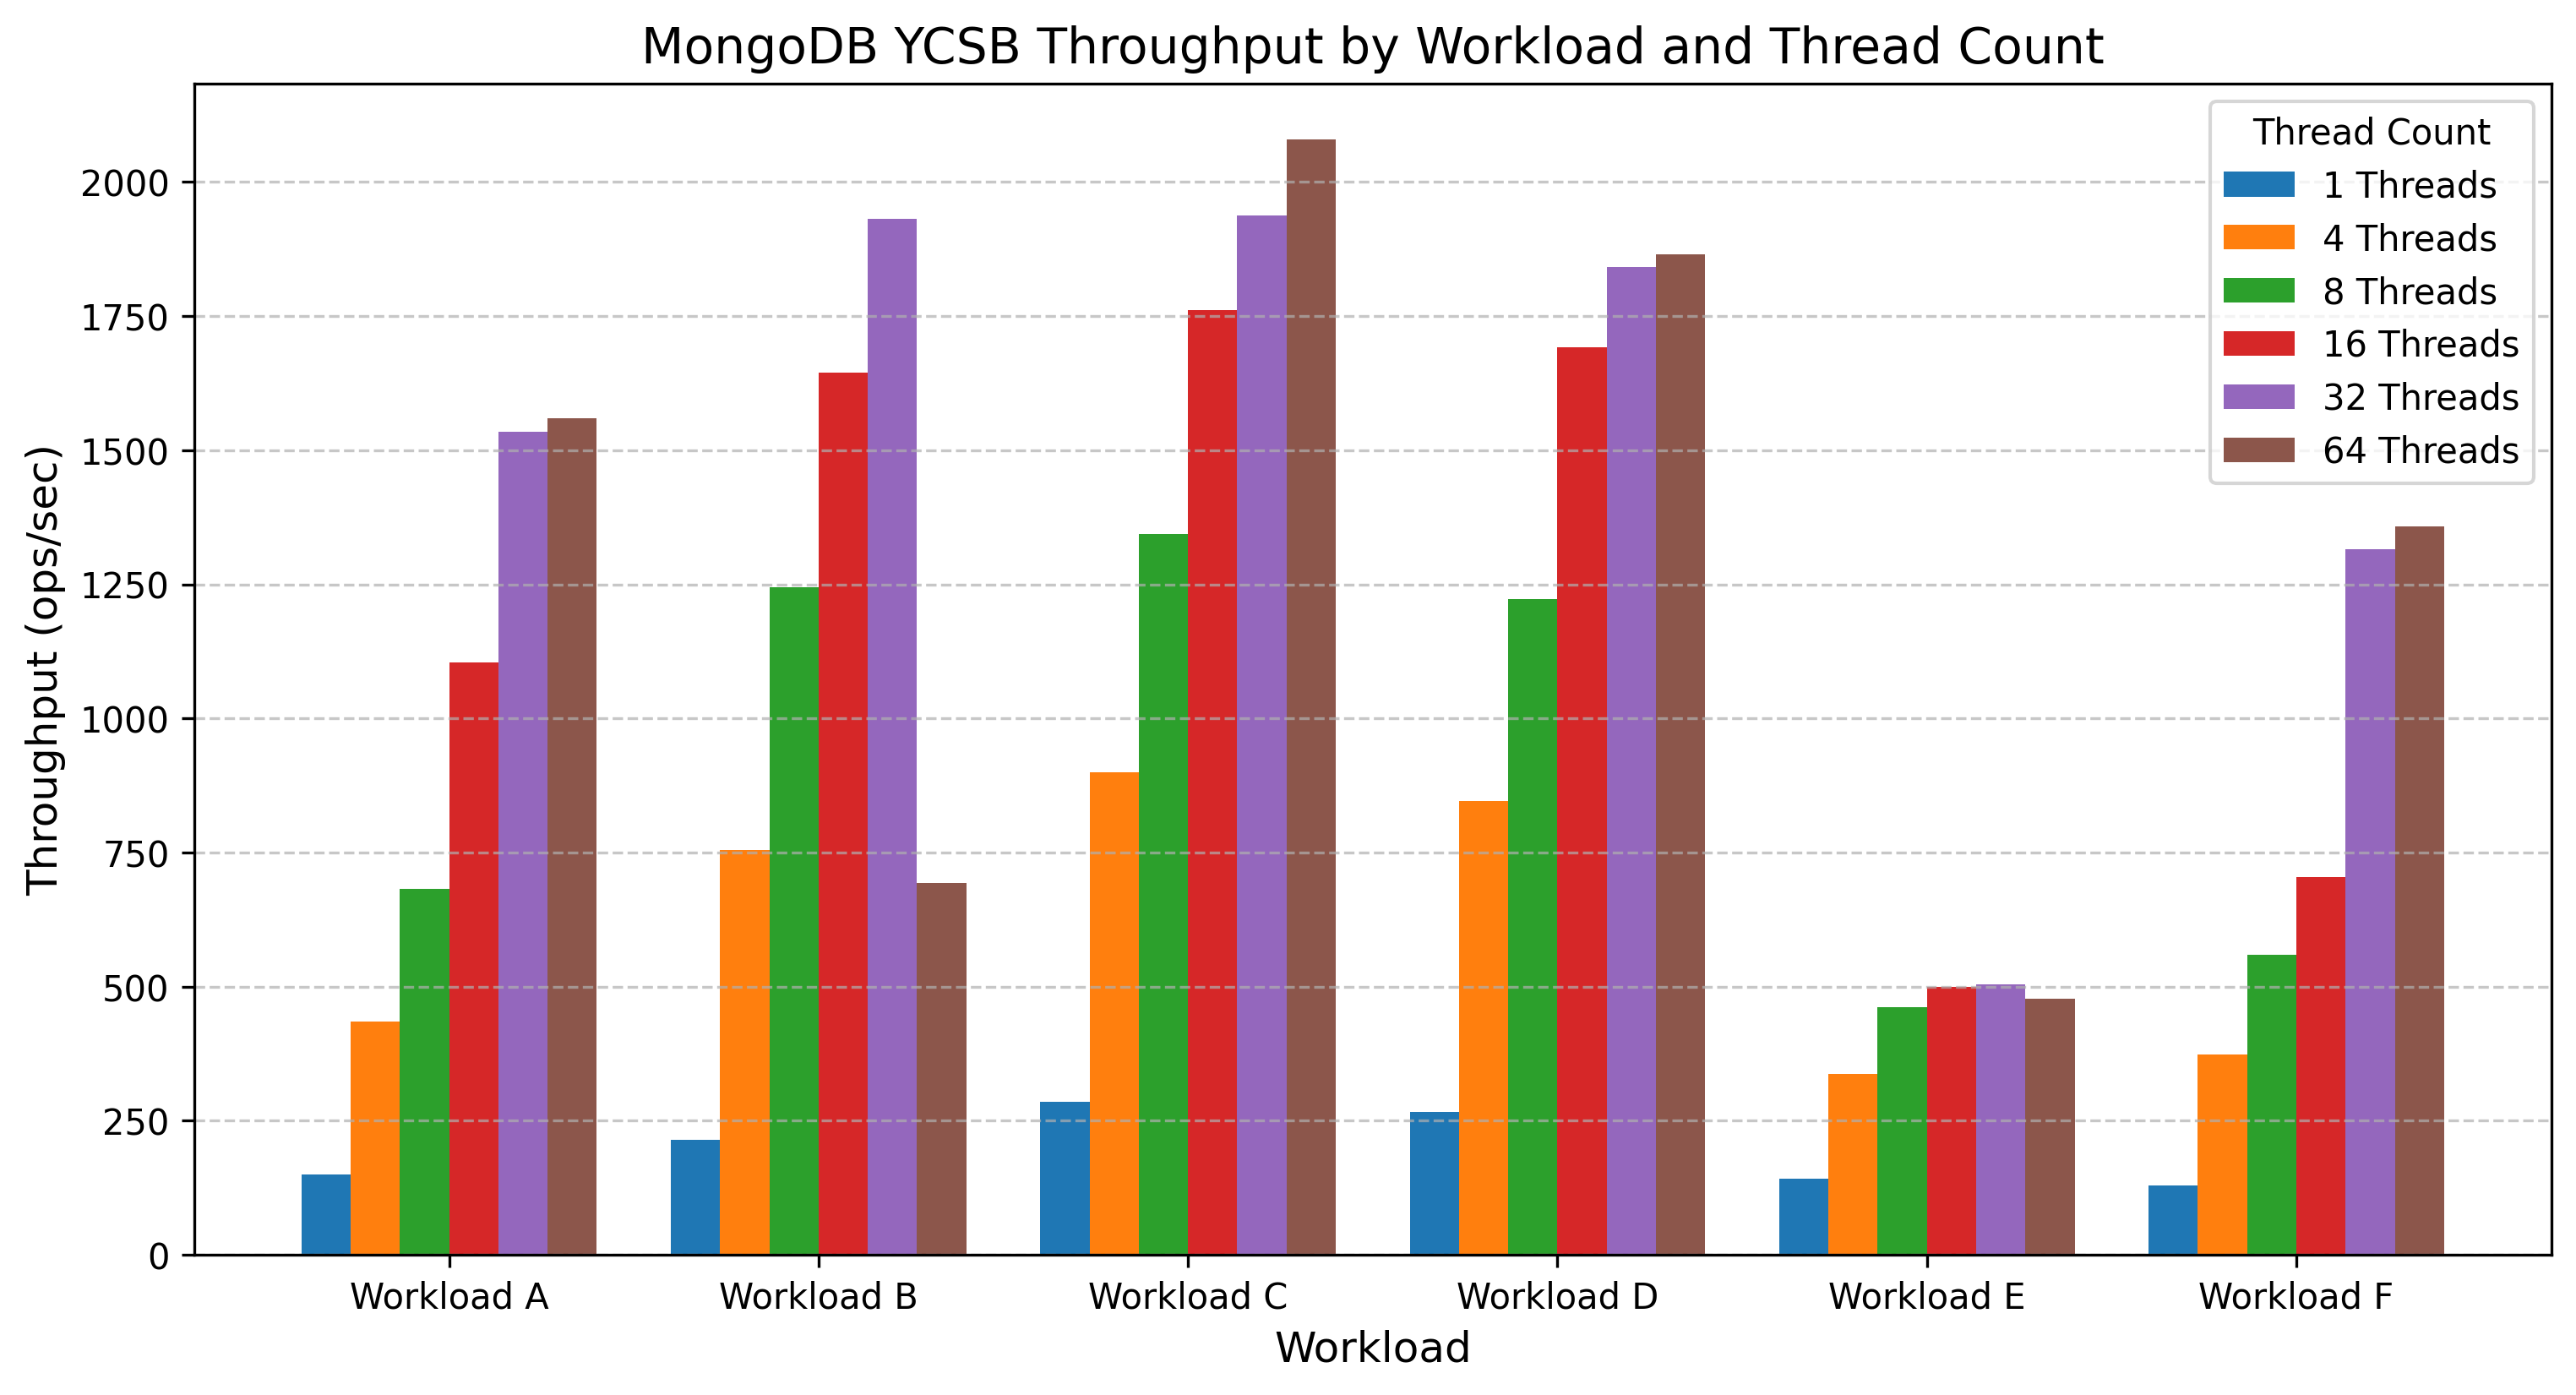 MongoDB YCSB Throughput by Workload and Thread Count
Throughput (ops/sec)
2000
1750
1500
1250
1000
750
500
250
0
Thread Count
1 Threads
4 Threads
8 Threads
16 Threads
32 Threads
64 Threads
Workload A
Workload B
Workload C
Workload D
Workload E
Workload F
Workload